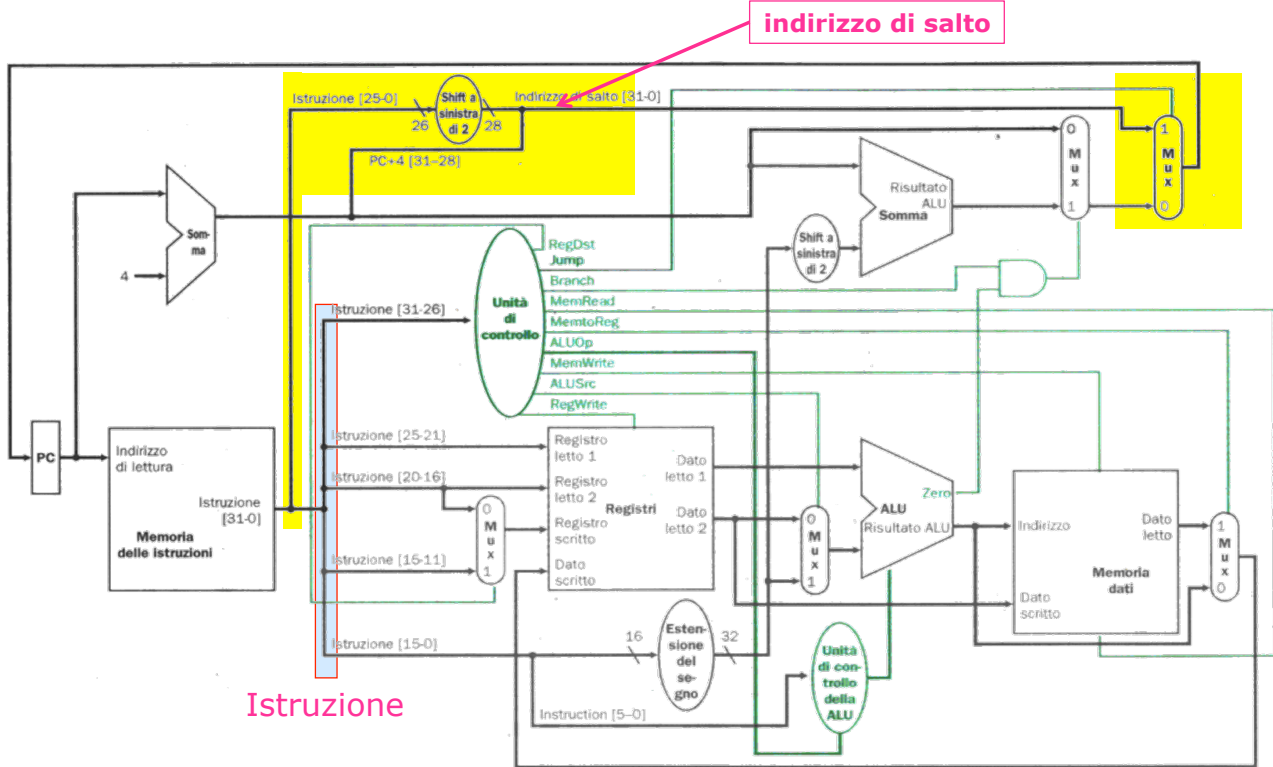 indirizzo di salto
Istruzione [25-0]
Shift a
sinistra
di 2
Indirizzo di salto [31-0]
26
28
PC+4 [31–28]
1
M
u
x
0
0
M
u
x
1
Risultato
ALU
Somma
Shift a
sinistra
di 2
Som-
ma
4
RegDst
Jump
Branch
MemRead
MemtoReg
ALUOp
MemWrite
ALUSrc
RegWrite
Unità
di
controllo
Istruzione [31-26]
PC
Indirizzo
di lettura
Istruzione
[31-0]
Memoria
delle istruzioni
Istruzione [25-21]
Istruzione [20-16]
Istruzione [15-11]
Istruzione [15-0]
0
M
u
x
1
Registro
letto 1
Registro
letto 2
Registro
scritto
Dato
scritto
Registri
Dato
letto 1
Dato
letto 2
0
M
u
x
1
Zero
ALU
Risultato ALU
Indirizzo
Dato
letto
Memoria
dati
Dato
scritto
1
M
u
x
0
16
Esten-
sione
del
se-
gno
32
Unità
di con-
trollo
della
ALU
Instruction [5–0]
Istruzione